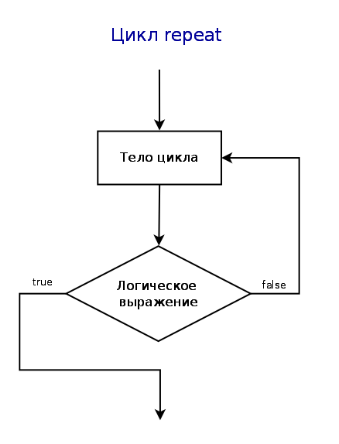 Цикл repeat
Тело цикла
Логическое
выражение
true
false